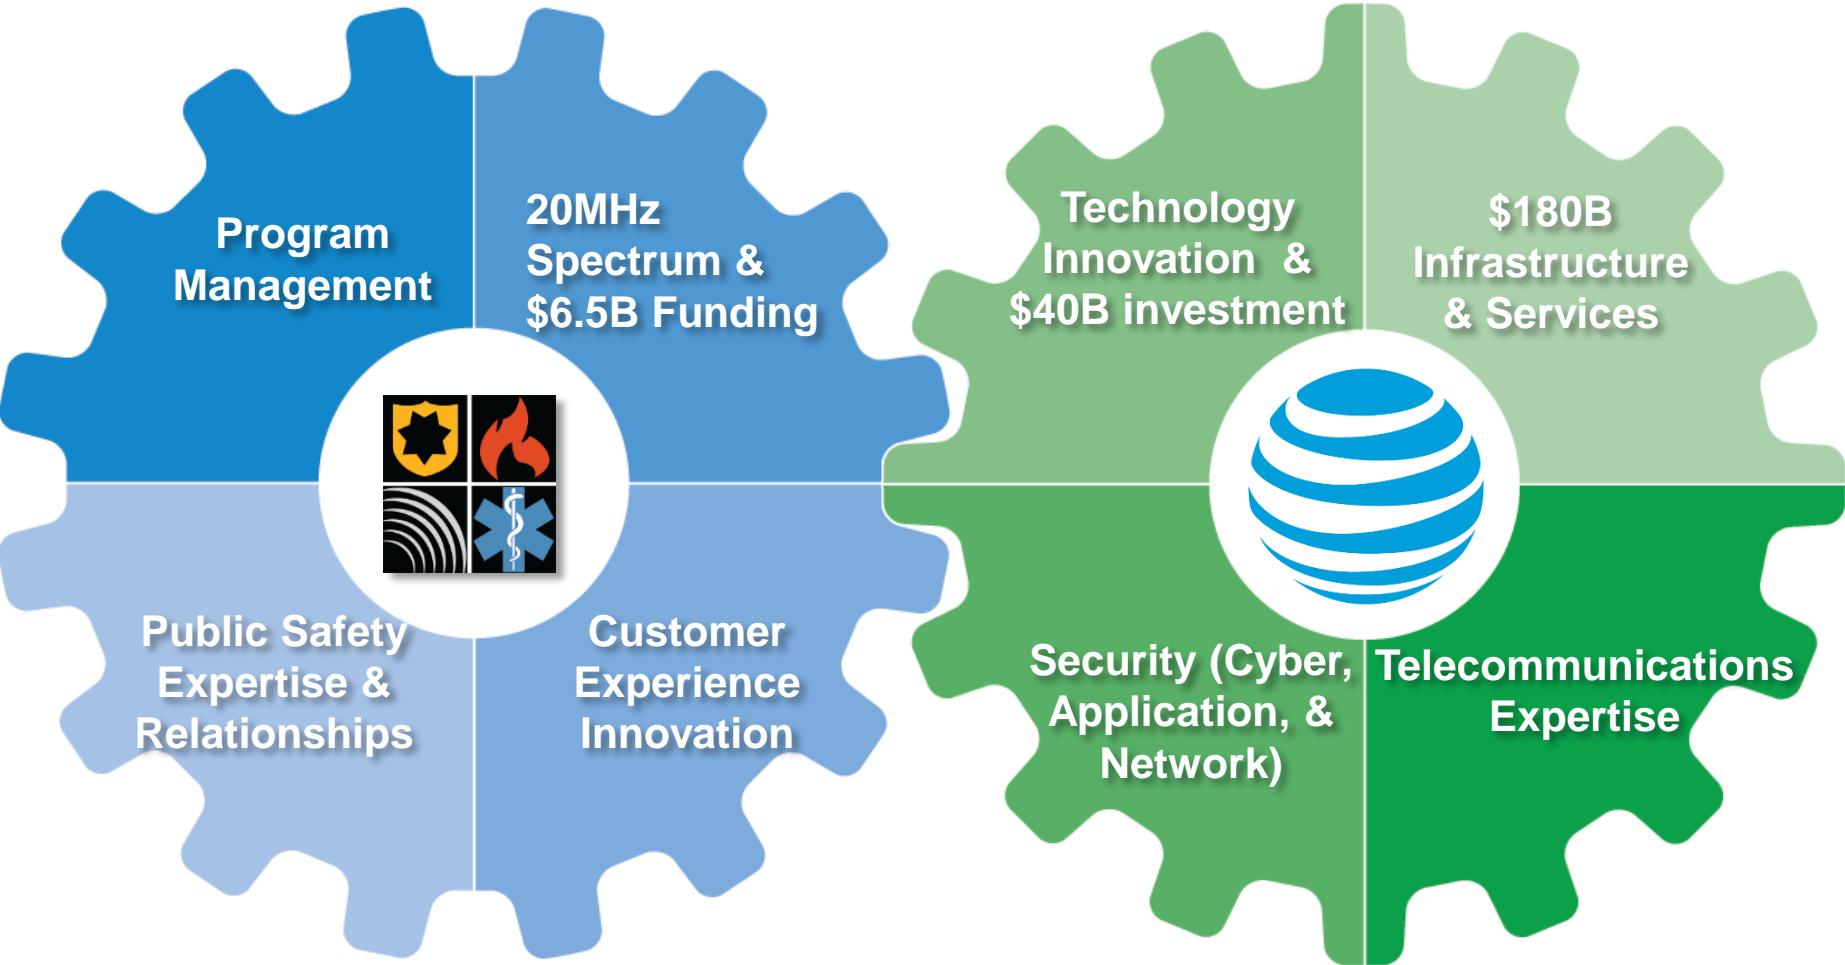 Program
Management
20MHz
Spectrum &
$6.5B Funding
Public Safety
Expertise &
Relationships
Customer
Experience
Innovation
Technology
Innovation &
$40B investment
$180B
Infrastructure
& Services
Security (Cyber,
Application, &
Network)
Telecommunications
Expertise